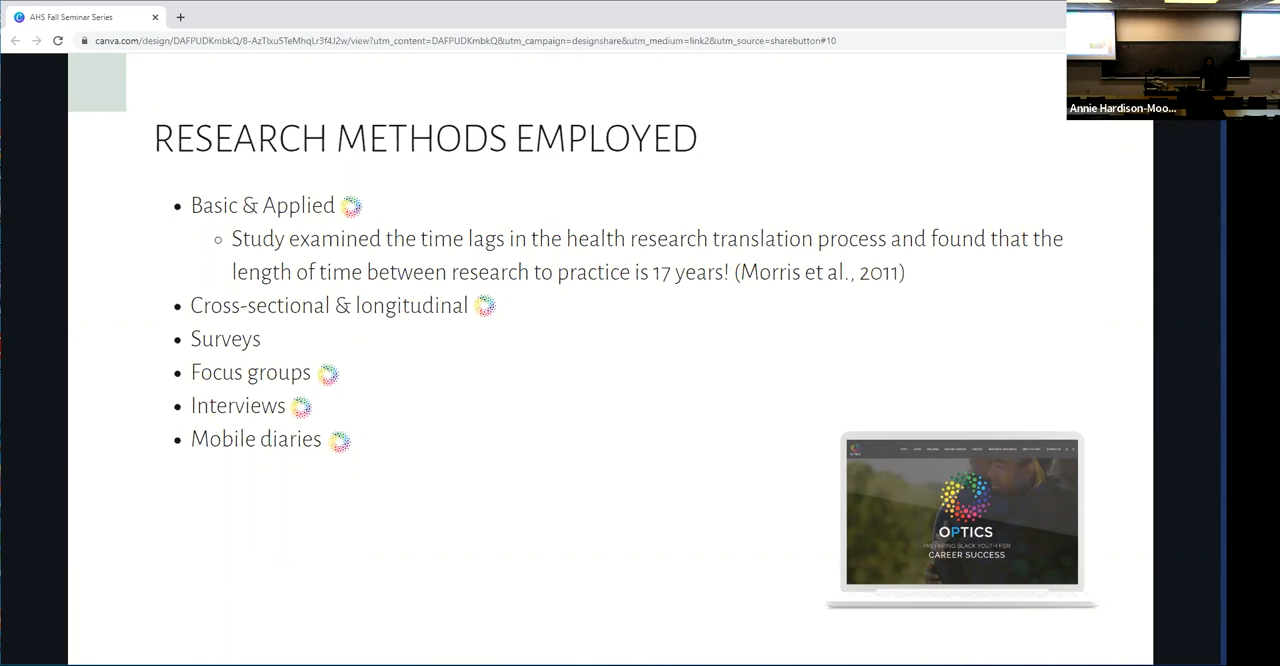 AHS Fall Seminar Series
canva.com/design/DAFPUDKmbkQ/8-AzTlxu5TeMhqLr3f4J2w/view?utm_content=DAFPUDKmbkQ&utm_campaign=designshare&utm_medium=link2&utm_source=sharebutton#10
Annie Hardison-Moo...
RESEARCH METHODS EMPLOYED
• Basic & Applied
○ Study examined the time lags in the health research translation process and found that the
length of time between research to practice is 17 years! (Morris et al., 2011)
• Cross-sectional & longitudinal
• Surveys
• Focus groups
• Interviews
• Mobile diaries
OPTICS
PREPARING BLACK YOUTH FOR
CAREER SUCCESS